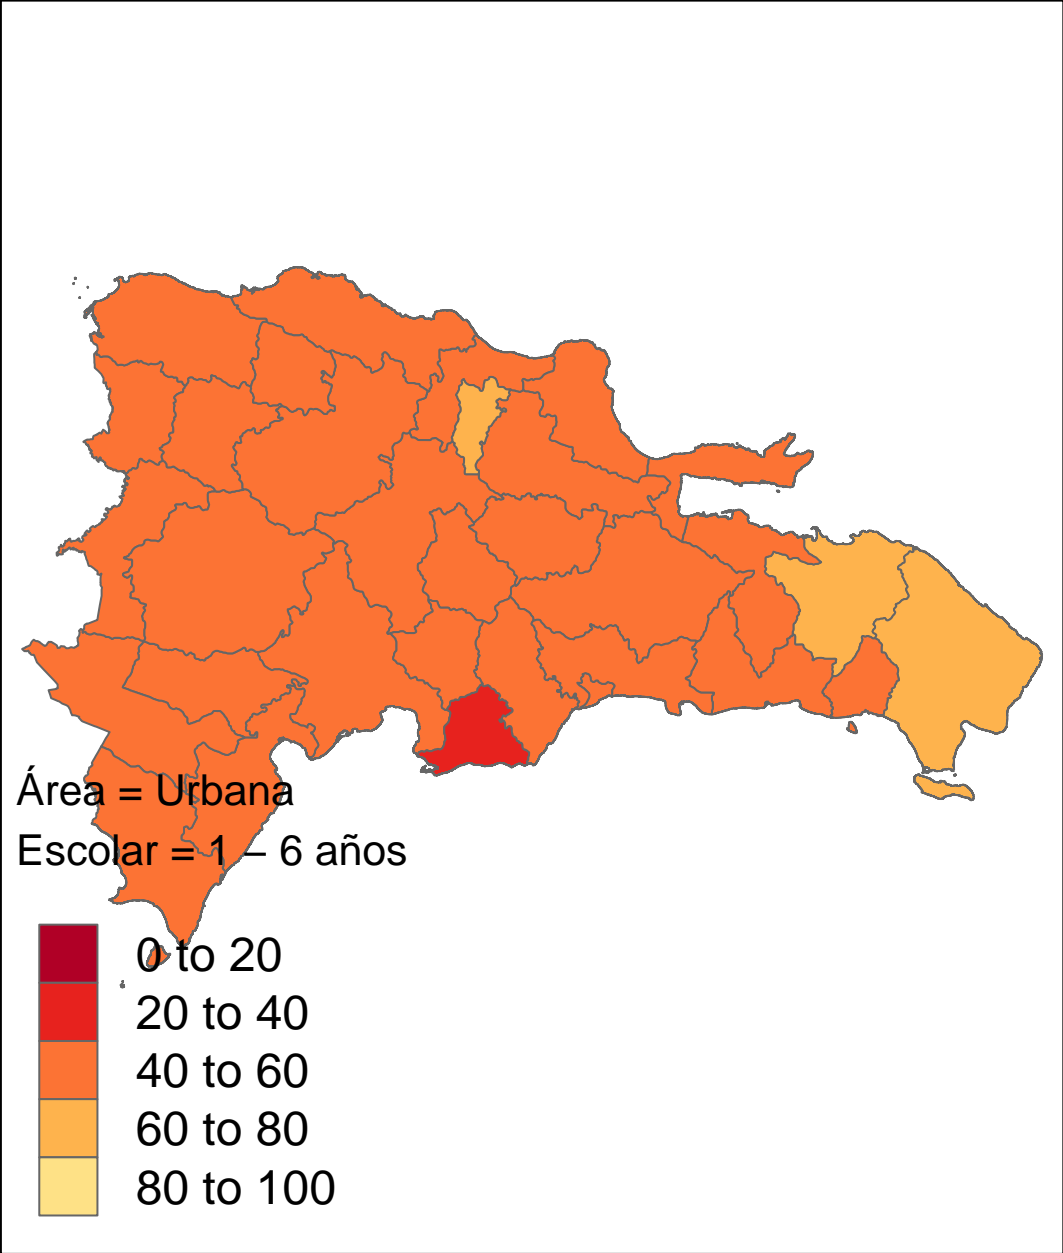 Área = Urbana
Escolar = 1 – 6 años
0 to 20
20 to 40
40 to 60
60 to 80
80 to 100